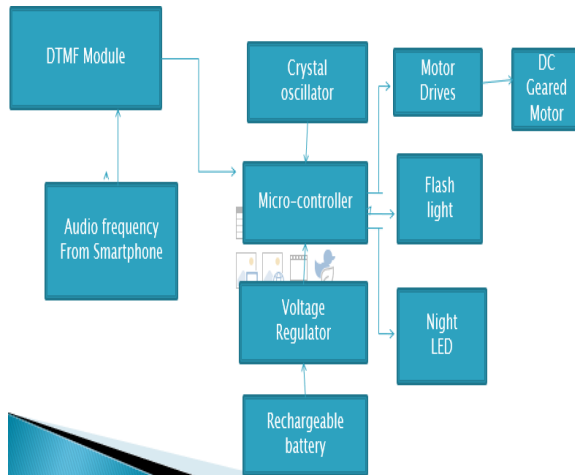 DTMF Module
Crystal
oscillator
Motor
Drives
DC
Geared
Motor
Audio frequency
From Smartphone
Micro-controller
Flash
light
Voltage
Regulator
Night
LED
Rechargeable
battery